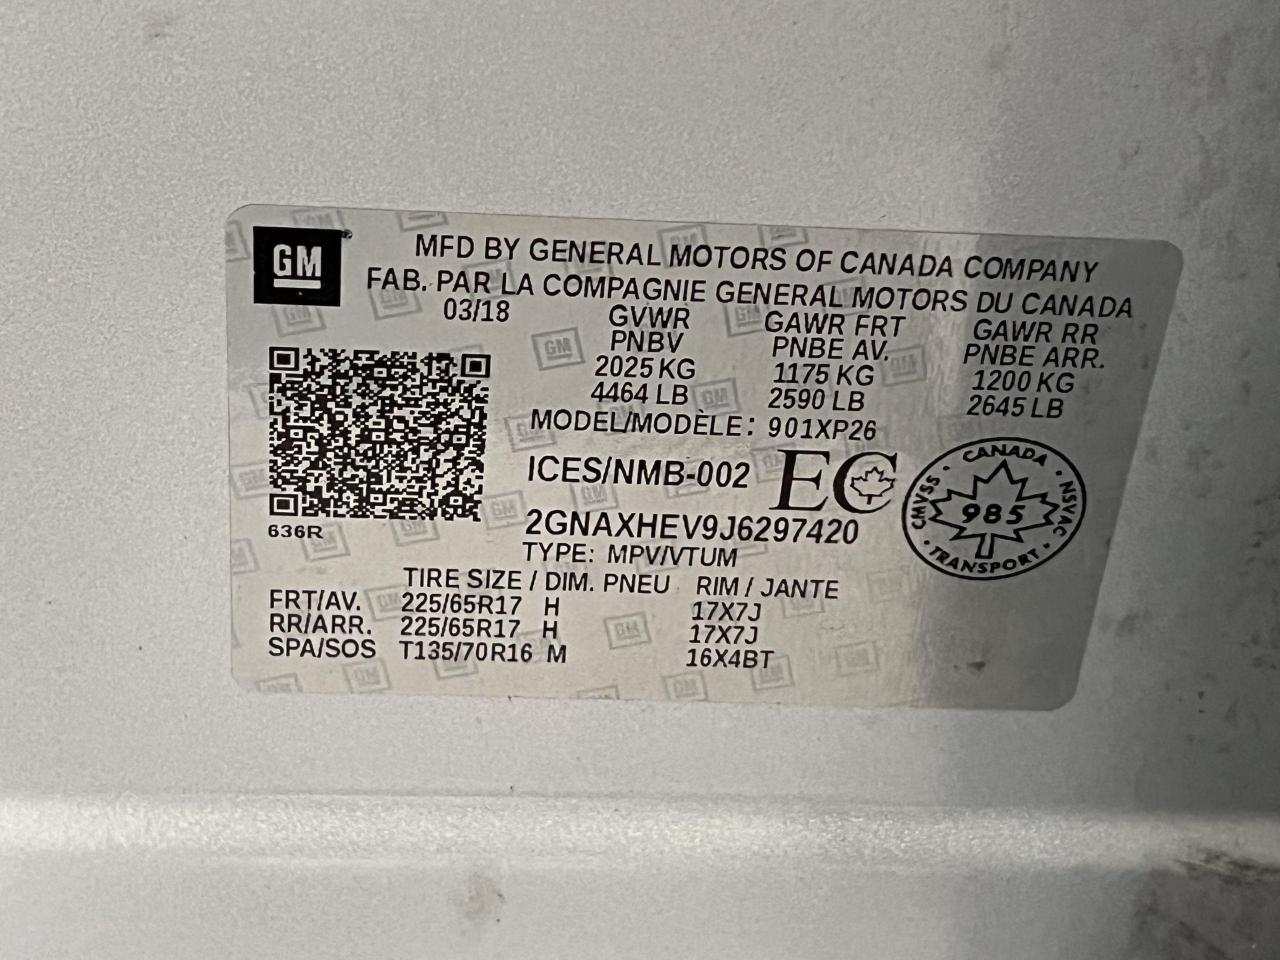 GM
MFD BY GENERAL MOTORS OF CANADA COMPANY
FAB. PAR LA COMPAGNIE GENERAL MOTORS DU CANADA
03/18 GVWR GAWR FRT GAWR RR
PNBV PNBE AV. PNBE ARR.
2025 KG 1175 KG 1200 KG
4464 LB 2590 LB 2645 LB
MODEL/MODÈLE: 901XP26
ICES/NMB-002 EC
636R
2GNAXHEV9J6297420
CANADA
CMVSS 985 NSVAC
TRANSPORT
TYPE: MPV/VTUM
TIRE SIZE / DIM. PNEU RIM / JANTE
FRT/AV. 225/65R17 H 17X7J
RR/ARR. 225/65R17 H 17X7J
SPA/SOS T135/70R16 M 16X4BT